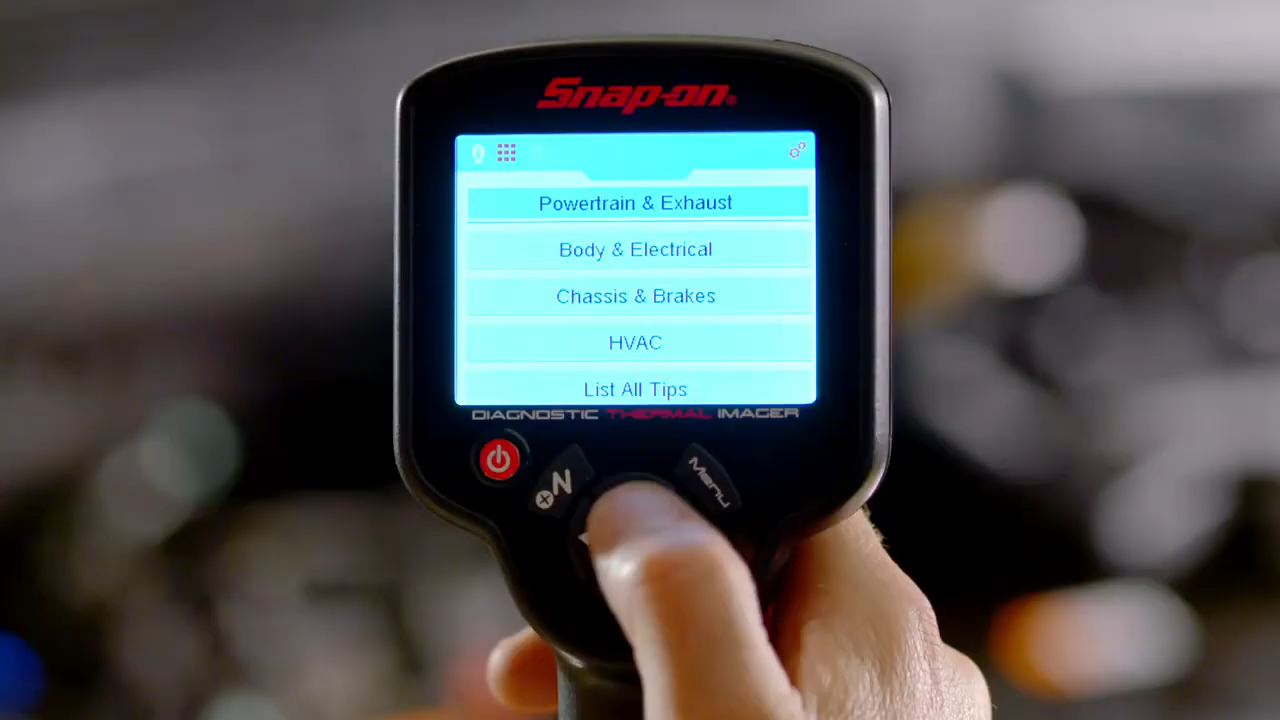 Snap-on®
Powertrain & Exhaust
Body & Electrical
Chassis & Brakes
HVAC
List All Tips
DIAGNOSTIC THERMAL IMAGER
N
Menu